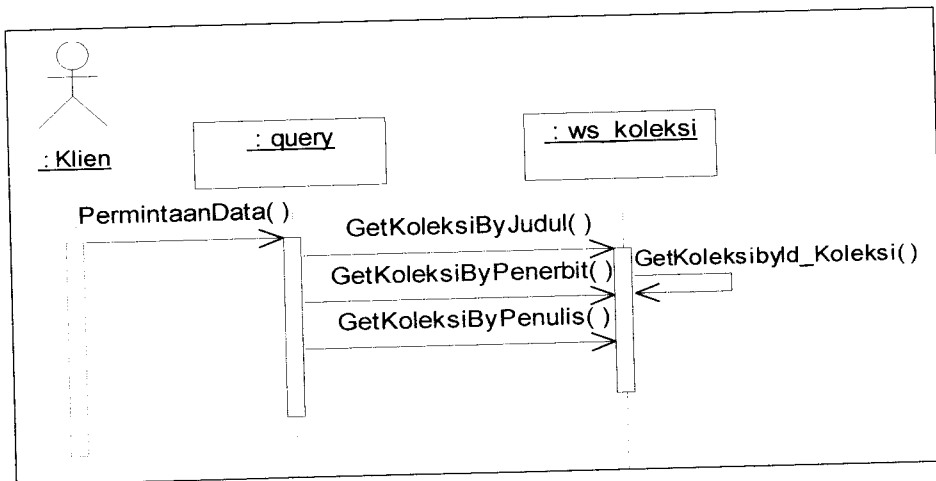 : Klien
: query
: ws_koleksi
PermintaanData( )
GetKoleksiByJudul( )
GetKoleksibyId_Koleksi( )
GetKoleksiByPenerbit( )
GetKoleksiByPenulis( )